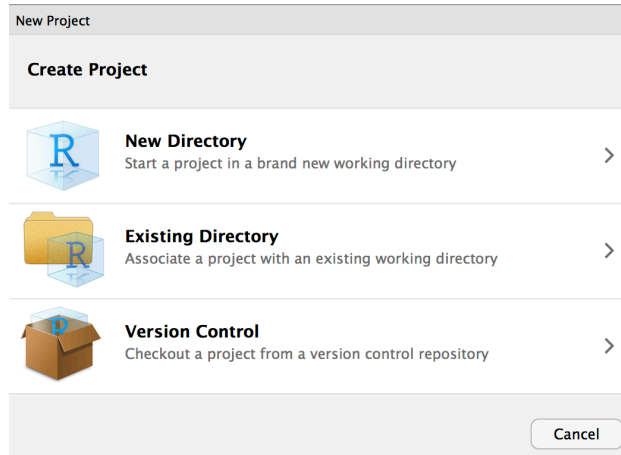 New Project
Create Project
R
New Directory
Start a project in a brand new working directory
R
Existing Directory
Associate a project with an existing working directory
R
Version Control
Checkout a project from a version control repository
Cancel